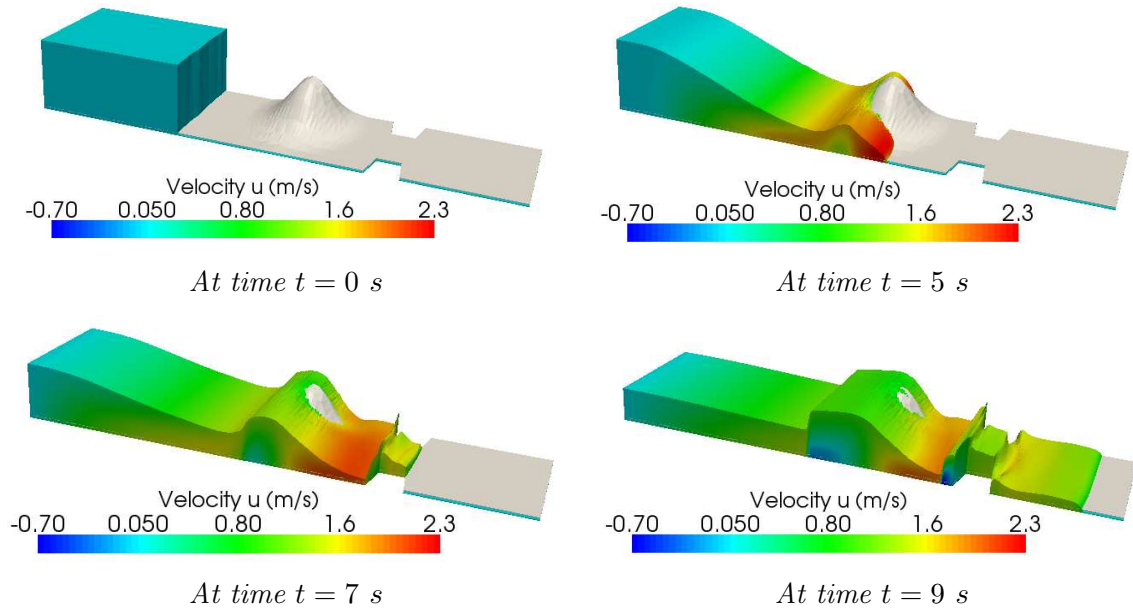 Velocity u (m/s)
-0.70 0.050 0.80 1.6 2.3
At time t = 0 s
Velocity u (m/s)
-0.70 0.050 0.80 1.6 2.3
At time t = 5 s
Velocity u (m/s)
-0.70 0.050 0.80 1.6 2.3
At time t = 7 s
Velocity u (m/s)
-0.70 0.050 0.80 1.6 2.3
At time t = 9 s